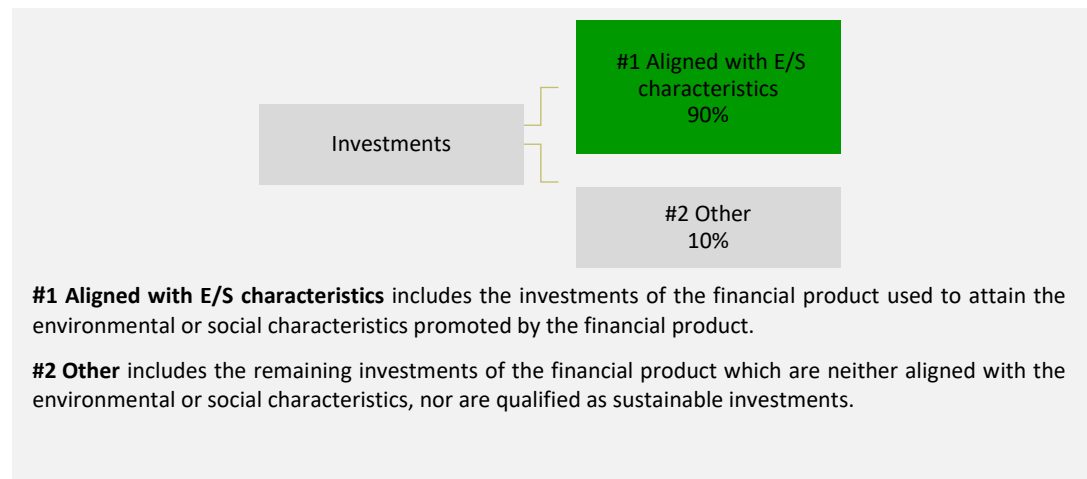 #1 Aligned with E/S
characteristics
90%
Investments
#2 Other
10%
#1 Aligned with E/S characteristics includes the investments of the financial product used to attain the
environmental or social characteristics promoted by the financial product.
#2 Other includes the remaining investments of the financial product which are neither aligned with the
environmental or social characteristics, nor are qualified as sustainable investments.